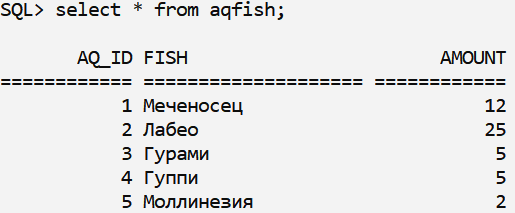 SQL> select * from aqfish;
AQ_ID FISH AMOUNT
============ ==================== ============
1 Меченосец 12
2 Лабео 25
3 Гурами 5
4 Гуппи 5
5 Моллинезия 2